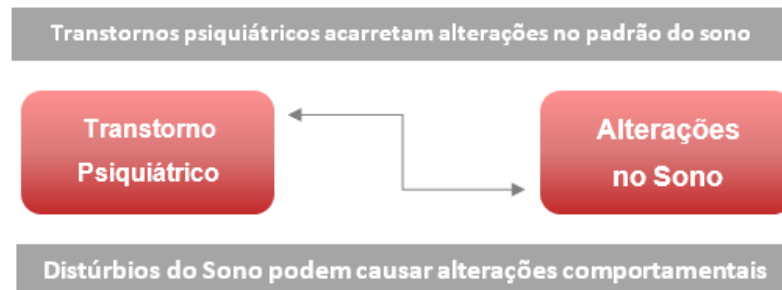 Transtornos psiquiátricos acarretam alterações no padrão do sono
Transtorno
Psiquiátrico
Alterações
no Sono
Distúrbios do Sono podem causar alterações comportamentais